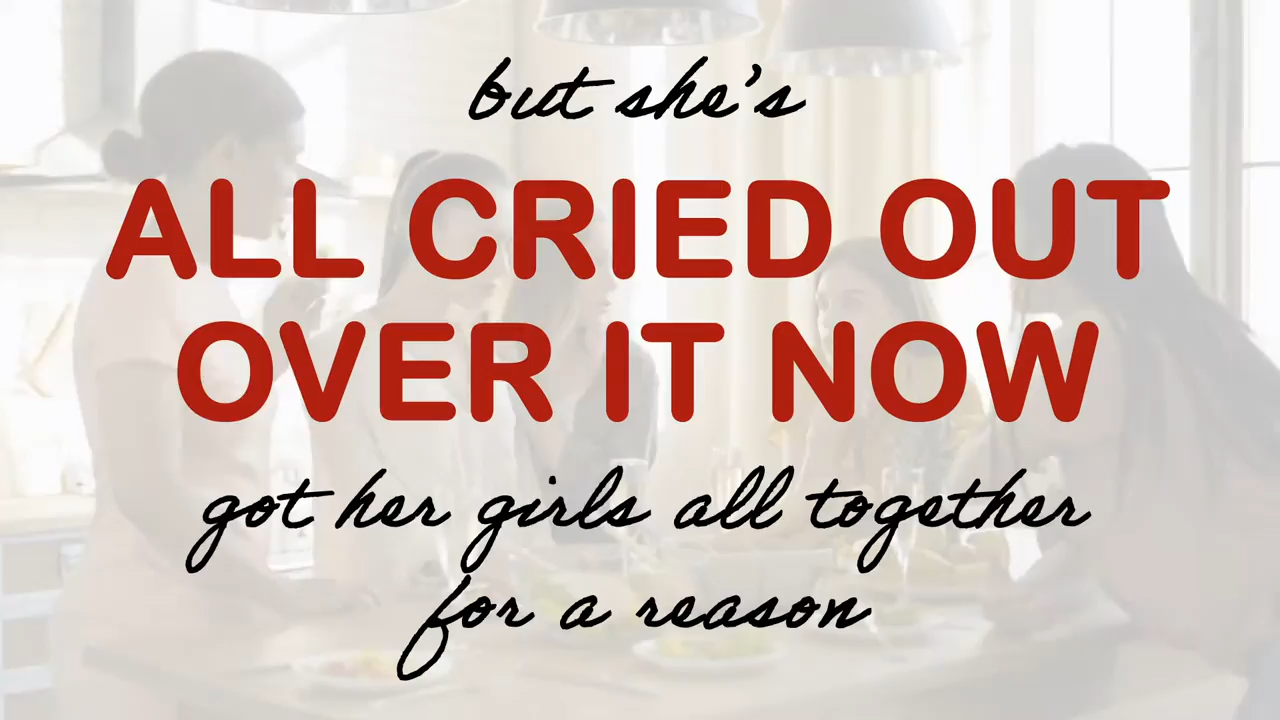 but she's
ALL CRIED OUT
OVER IT NOW
got her girls all together
for a reason